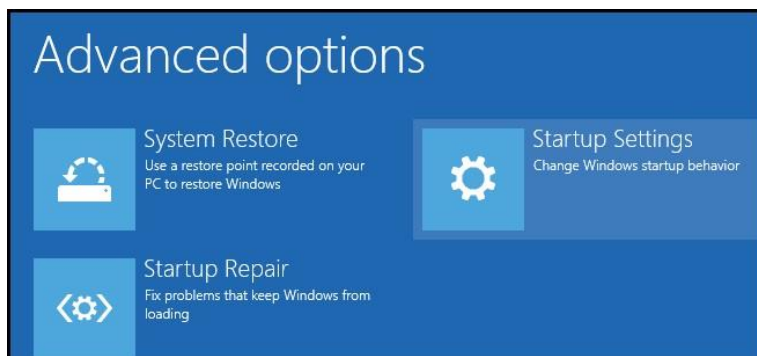 Advanced options
System Restore
Use a restore point recorded on your
PC to restore Windows
Startup Settings
Change Windows startup behavior
Startup Repair
Fix problems that keep Windows from
loading